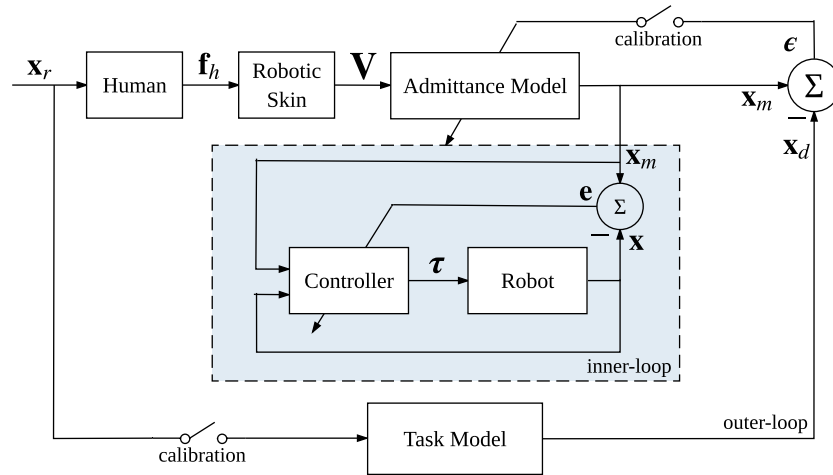 calibration
ϵ
x_r
Human
f_h
Robotic
Skin
V
Admittance Model
x_m
Σ
−
x_d
x_m
e
Σ
−
x
Controller
τ
Robot
inner-loop
outer-loop
calibration
Task Model